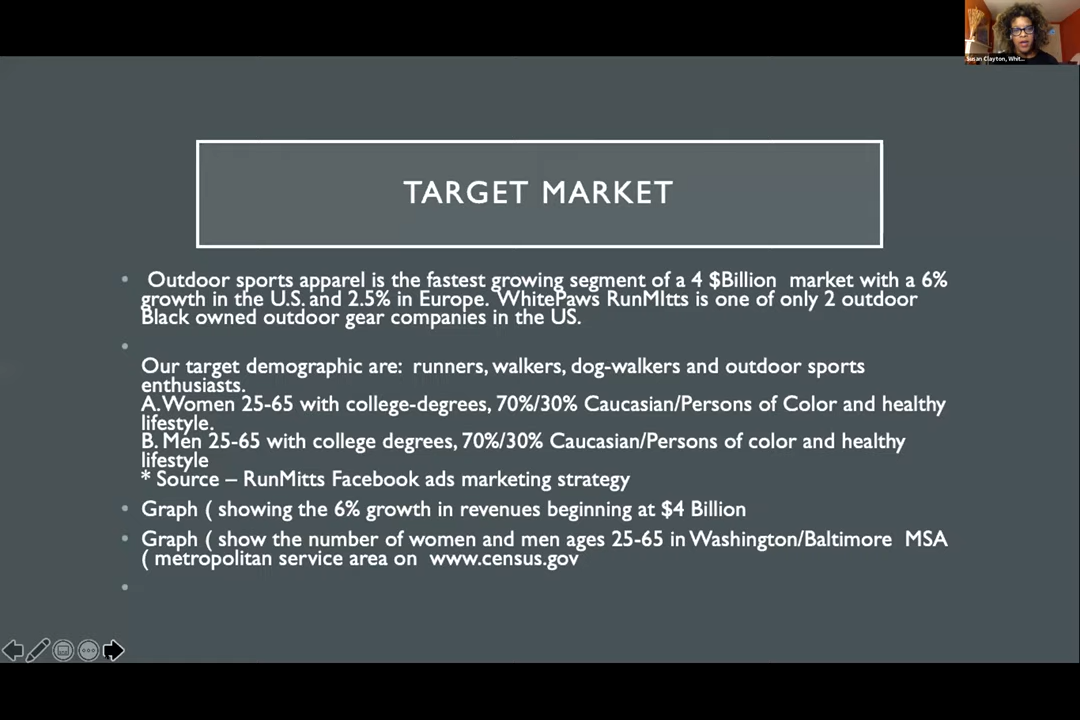 Susan Clayton, Whit...
TARGET MARKET
Outdoor sports apparel is the fastest growing segment of a 4 $Billion market with a 6%
growth in the U.S. and 2.5% in Europe. WhitePaws RunMItts is one of only 2 outdoor
Black owned outdoor gear companies in the US.
Our target demographic are: runners, walkers, dog-walkers and outdoor sports
enthusiasts.
A. Women 25-65 with college-degrees, 70%/30% Caucasian/Persons of Color and healthy
lifestyle.
B. Men 25-65 with college degrees, 70%/30% Caucasian/Persons of color and healthy
lifestyle
* Source – RunMitts Facebook ads marketing strategy
Graph ( showing the 6% growth in revenues beginning at $4 Billion
Graph ( show the number of women and men ages 25-65 in Washington/Baltimore MSA
( metropolitan service area on www.census.gov